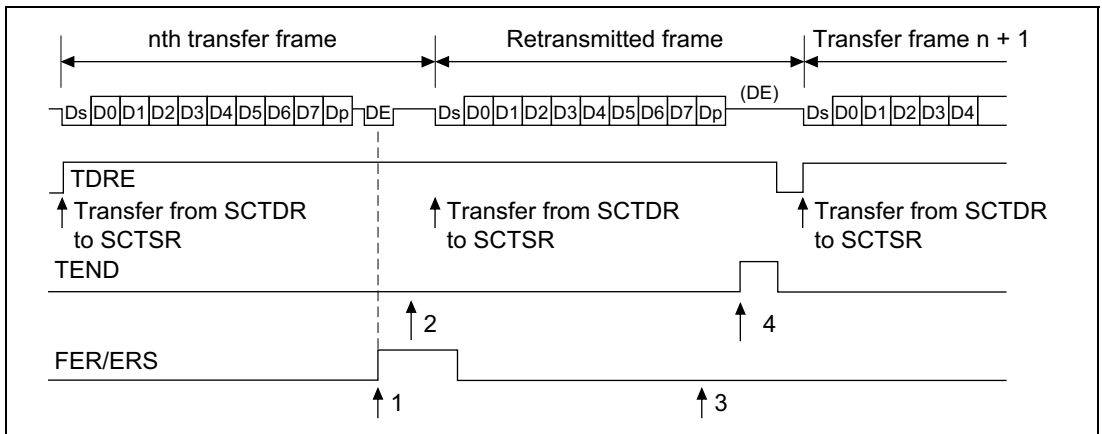 nth transfer frame
Retransmitted frame
Transfer frame n + 1
Ds D0 D1 D2 D3 D4 D5 D6 D7 Dp DE
Ds D0 D1 D2 D3 D4 D5 D6 D7 Dp
(DE)
Ds D0 D1 D2 D3 D4
TDRE
Transfer from SCTDR
to SCTSR
Transfer from SCTDR
to SCTSR
Transfer from SCTDR
to SCTSR
TEND
2
4
FER/ERS
1
3